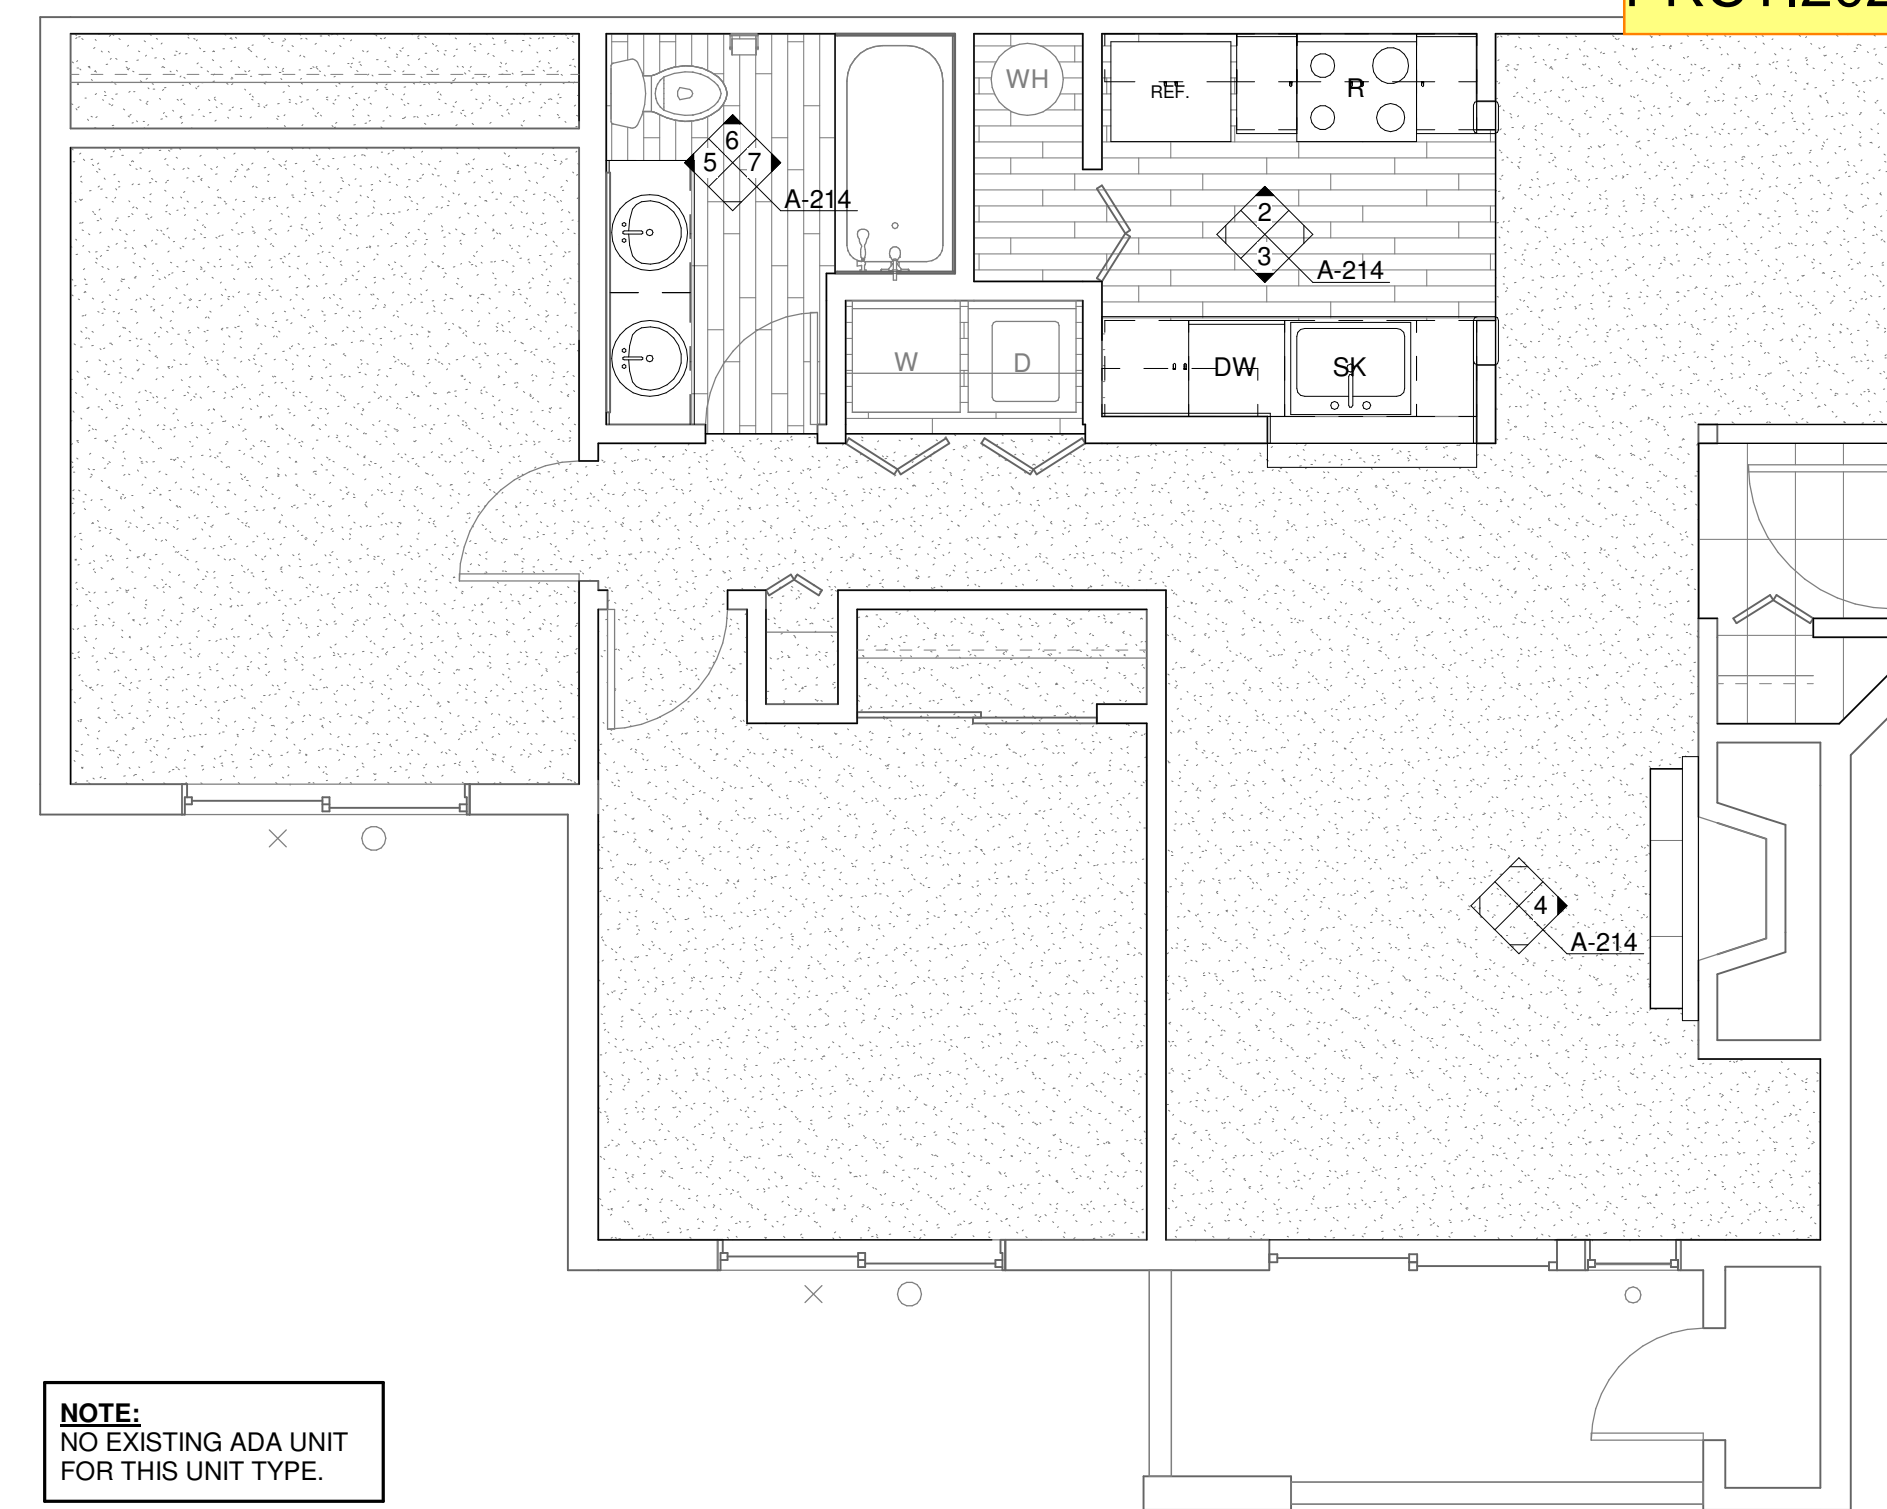 WH
REF.
R
6
5 7
A-214
2
3
A-214
W
D
DW
SK
4
A-214
NOTE:
NO EXISTING ADA UNIT
FOR THIS UNIT TYPE.